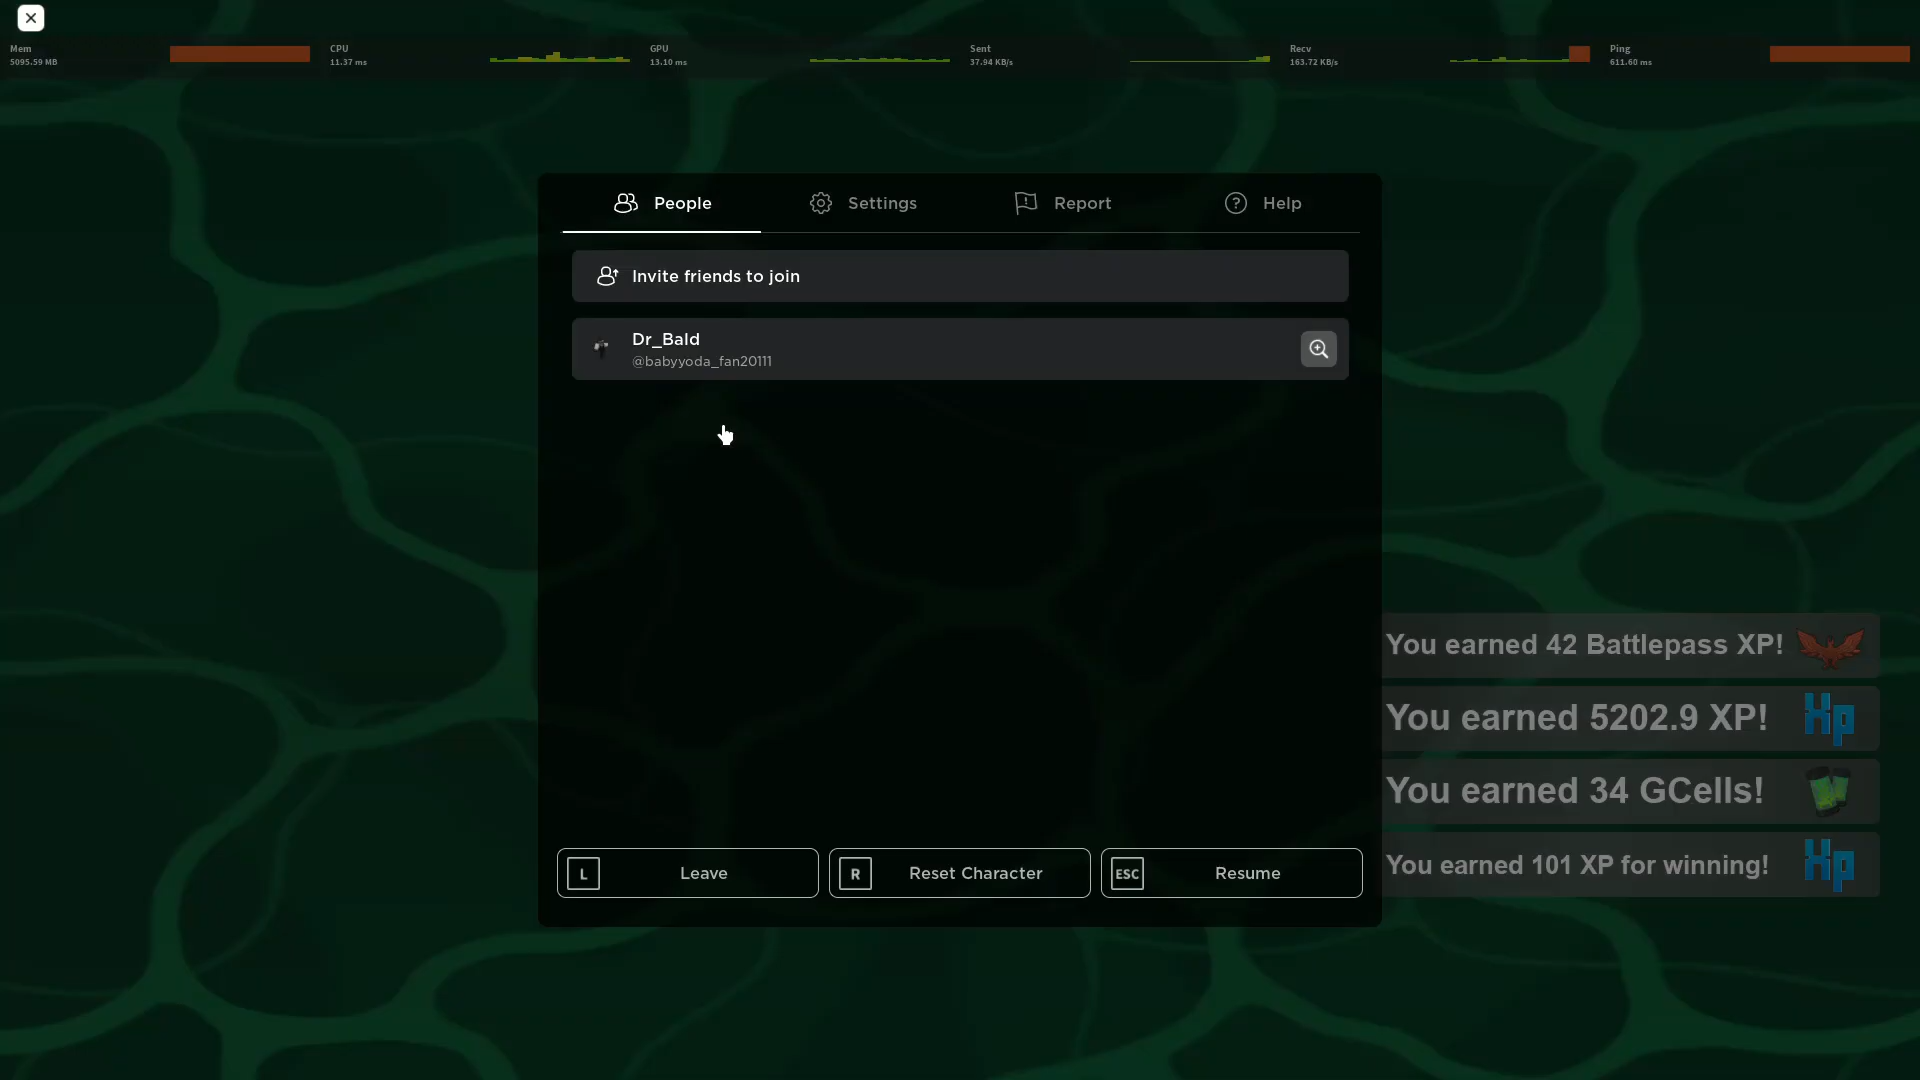 Mem
5095.59 MB
CPU
11.37 ms
GPU
13.10 ms
Sent
37.94 KB/s
Recv
163.72 KB/s
Ping
611.60 ms
People
Settings
Report
Help
Invite friends to join
Dr_Bald
@babyyoda_fan20111
You earned 42 Battlepass XP!
You earned 5202.9 XP!
Xp
You earned 34 GCells!
You earned 101 XP for winning!
Xp
L Leave
R Reset Character
ESC Resume